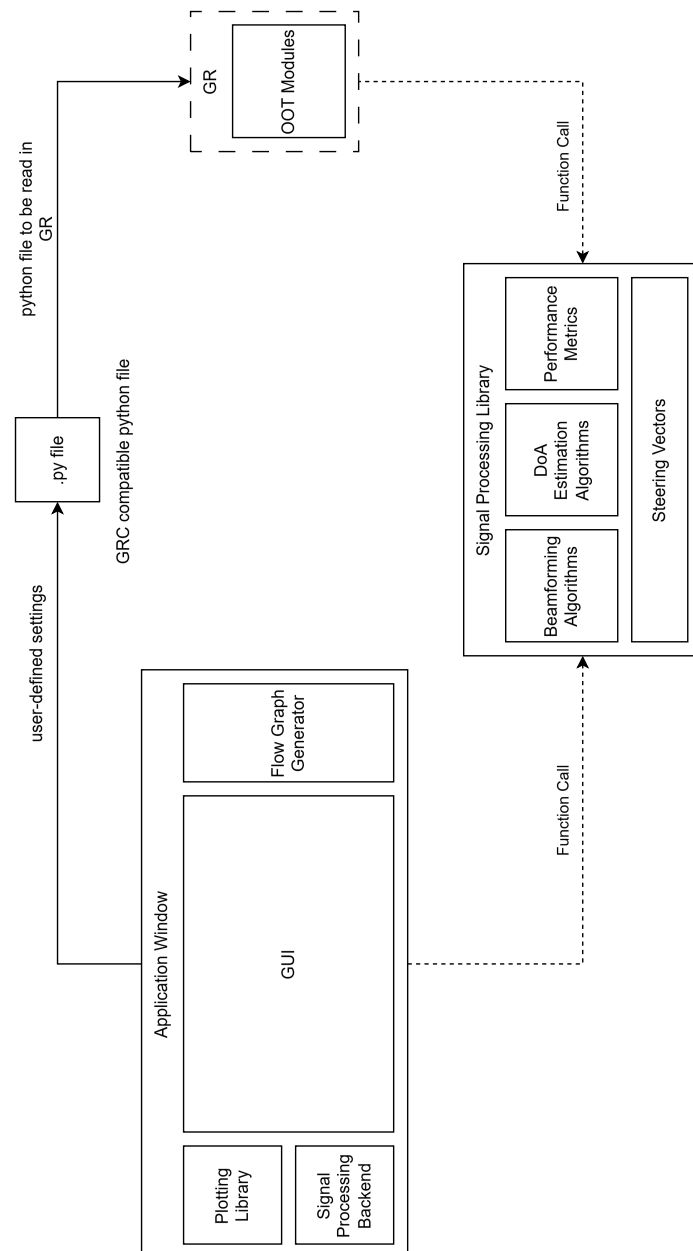 user-defined settings
.py file
GRC compatible python file
python file to be read in
GR
GR
OOT Modules
Application Window
Plotting
Library
Signal
Processing
Backend
GUI
Flow Graph
Generator
Function Call
Function Call
Signal Processing Library
Beamforming
Algorithms
DoA
Estimation
Algorithms
Performance
Metrics
Steering Vectors